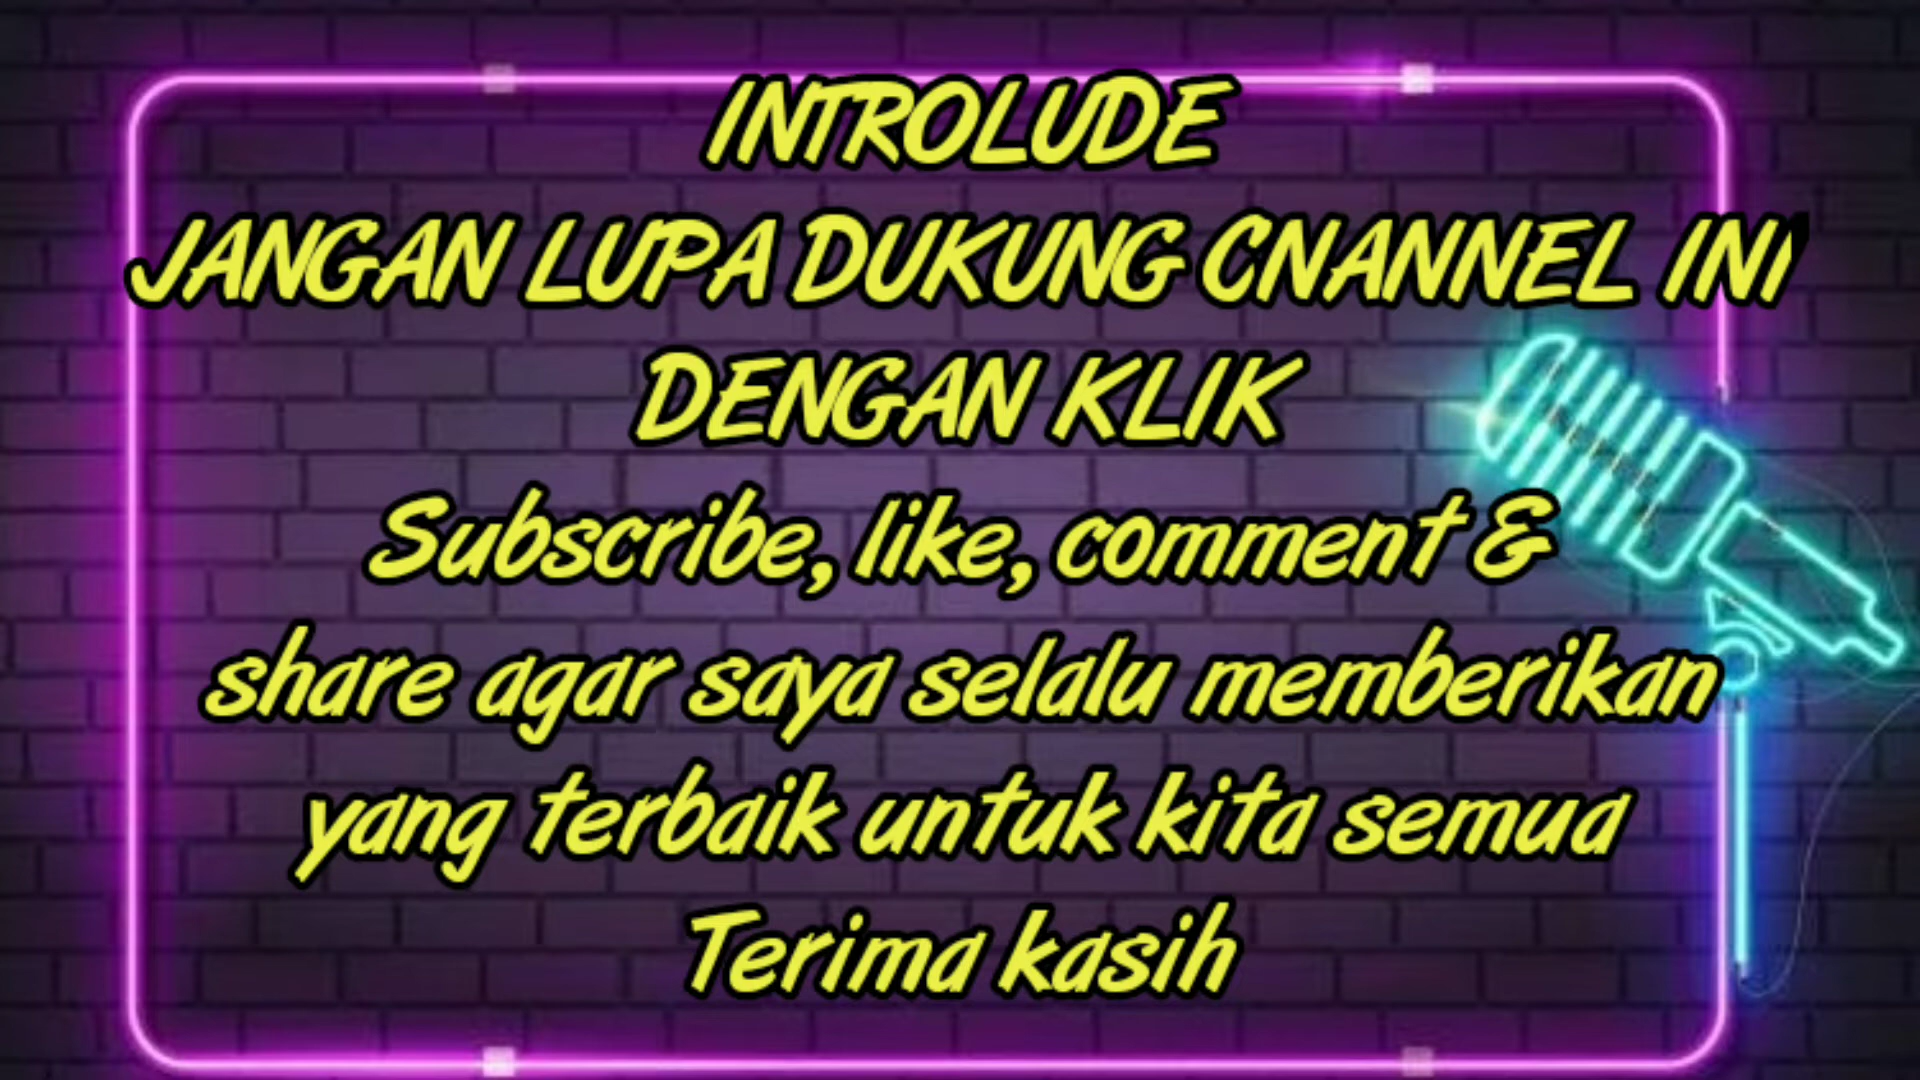 INTROLUDE
JANGAN LUPA DUKUNG CNANNEL INI
DENGAN KLIK
Subscribe, like, comment &
share agar saya selalu memberikan
yang terbaik untuk kita semua
Terima kasih